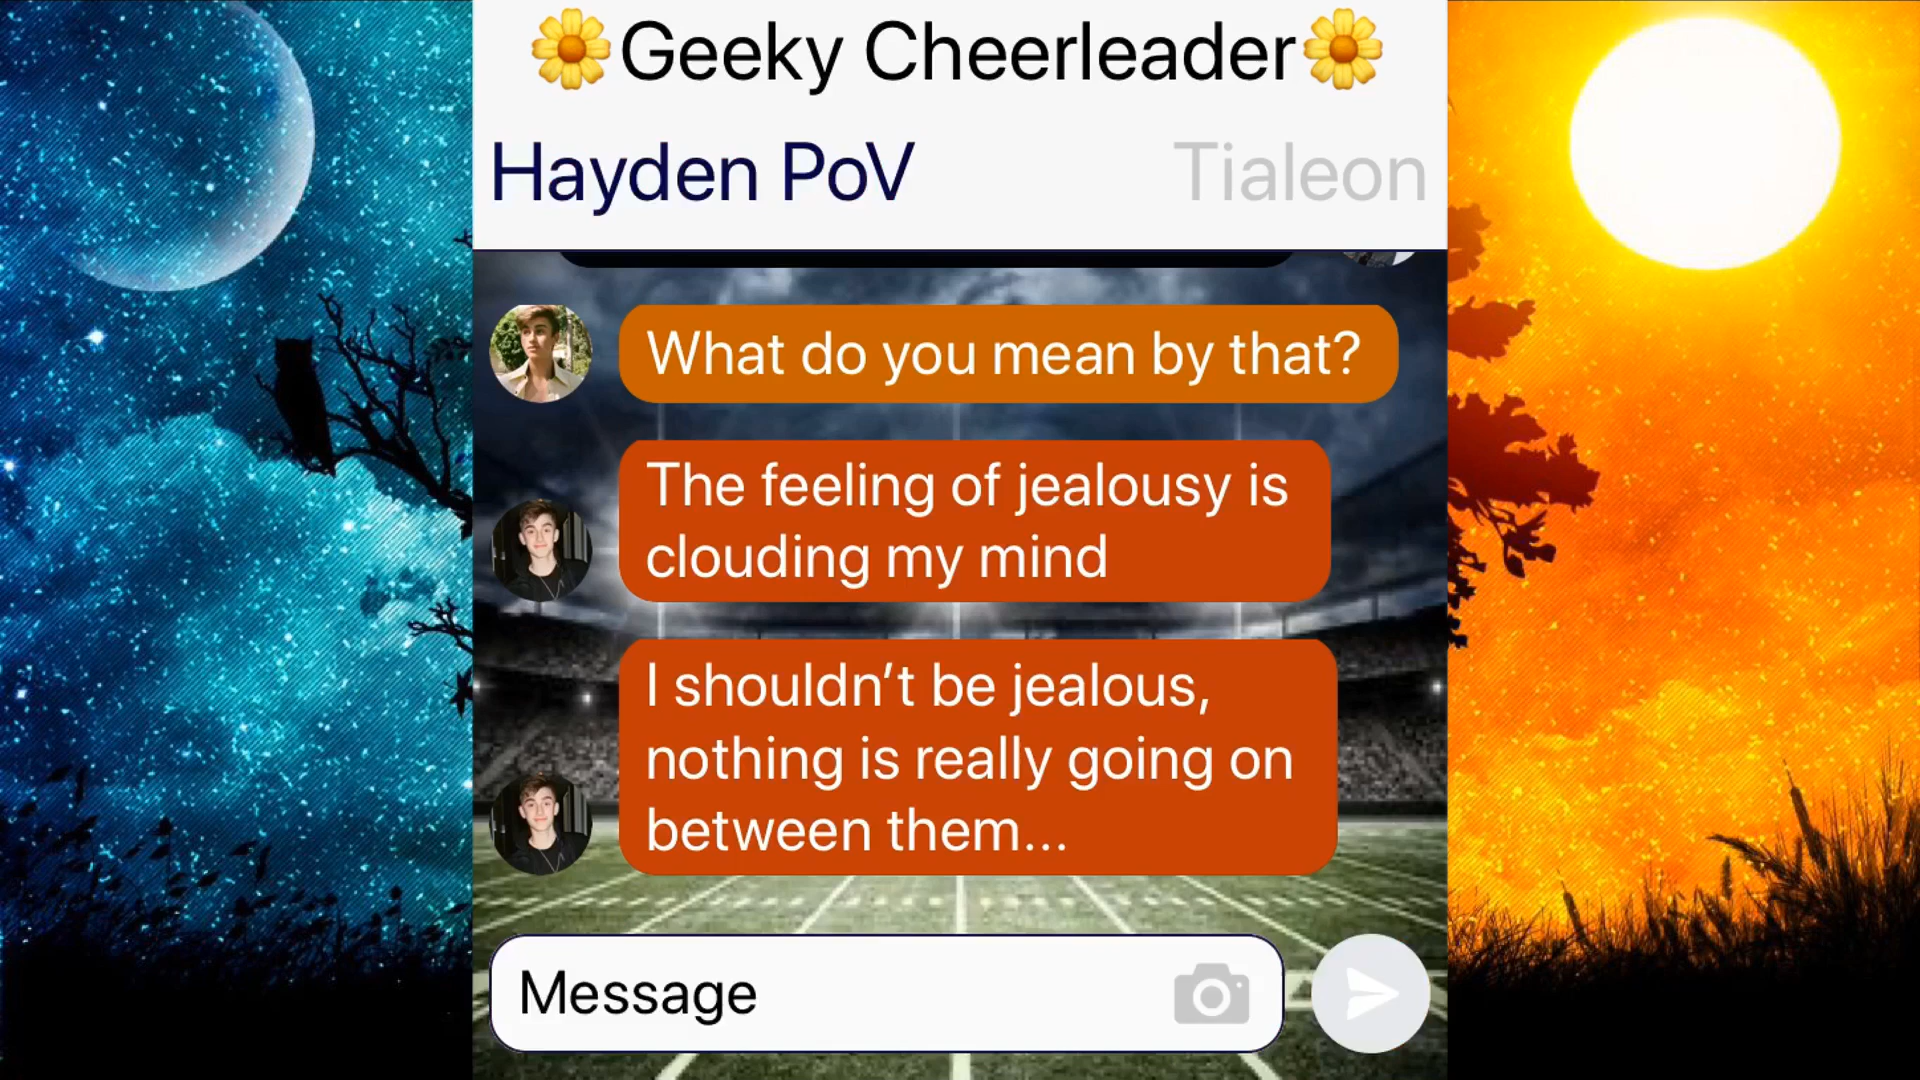 🌼Geeky Cheerleader🌼
Hayden PoV
Tialeon
What do you mean by that?
The feeling of jealousy is
clouding my mind
I shouldn’t be jealous,
nothing is really going on
between them...
Message